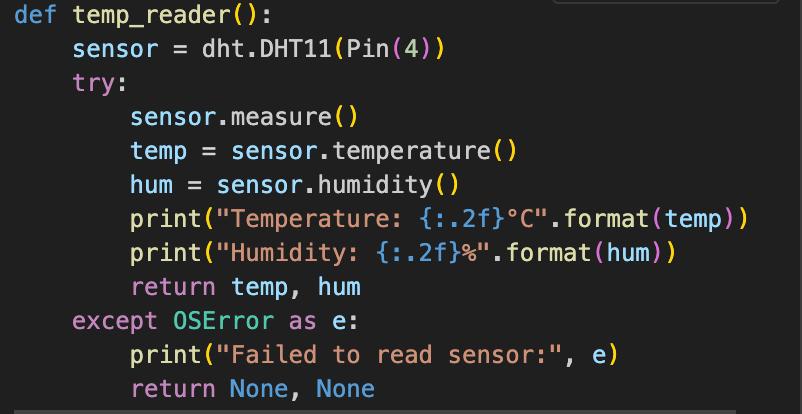 def temp_reader():
    sensor = dht.DHT11(Pin(4))
    try:
        sensor.measure()
        temp = sensor.temperature()
        hum = sensor.humidity()
        print("Temperature: {:.2f}°C".format(temp))
        print("Humidity: {:.2f}%".format(hum))
        return temp, hum
    except OSError as e:
        print("Failed to read sensor:", e)
        return None, None